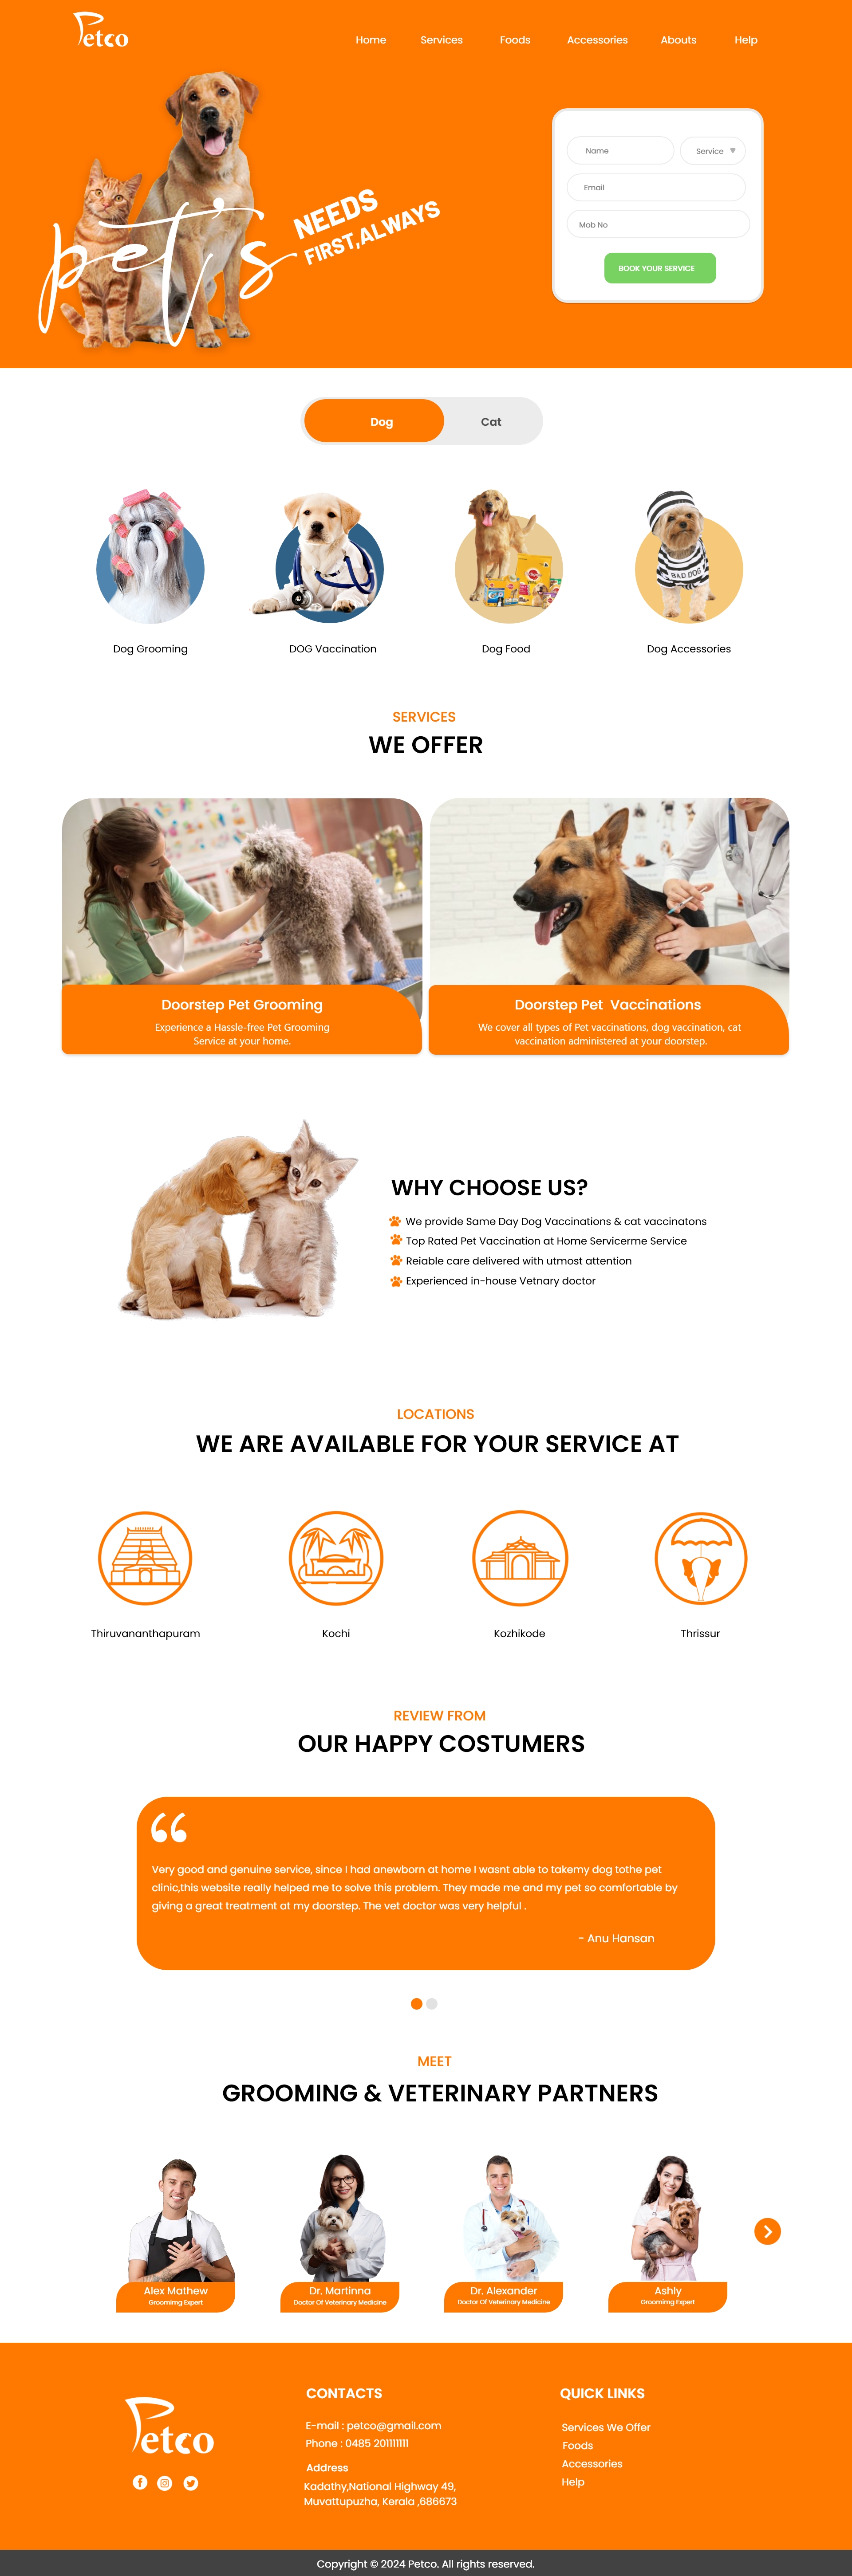 Petco
Home Services Foods Accessories Abouts Help
pet's
NEEDS
FIRST,ALWAYS
Name
Service
Email
Mob No
BOOK YOUR SERVICE
Dog Cat
BAD DOG
Dog Grooming DOG Vaccination Dog Food Dog Accessories
SERVICES
WE OFFER
Doorstep Pet Grooming
Experience a Hassle-free Pet Grooming
Service at your home.
Doorstep Pet Vaccinations
We cover all types of Pet vaccinations, dog vaccination, cat
vaccination administered at your doorstep.
WHY CHOOSE US?
We provide Same Day Dog Vaccinations & cat vaccinatons
Top Rated Pet Vaccination at Home Servicerme Service
Reiable care delivered with utmost attention
Experienced in-house Vetnary doctor
LOCATIONS
WE ARE AVAILABLE FOR YOUR SERVICE AT
Thiruvananthapuram Kochi Kozhikode Thrissur
REVIEW FROM
OUR HAPPY COSTUMERS
“
Very good and genuine service, since I had anewborn at home I wasnt able to takemy dog tothe pet
clinic,this website really helped me to solve this problem. They made me and my pet so comfortable by
giving a great treatment at my doorstep. The vet doctor was very helpful .
- Anu Hansan
MEET
GROOMING & VETERINARY PARTNERS
Alex Mathew
Groomimg Expert
Dr. Martinna
Doctor Of Veterinary Medicine
Dr. Alexander
Doctor Of Veterinary Medicine
Ashly
Groomimg Expert
Petco
CONTACTS
E-mail : petco@gmail.com
Phone : 0485 201111111
Address
Kadathy,National Highway 49,
Muvattupuzha, Kerala ,686673
QUICK LINKS
Services We Offer
Foods
Accessories
Help
Copyright © 2024 Petco. All rights reserved.